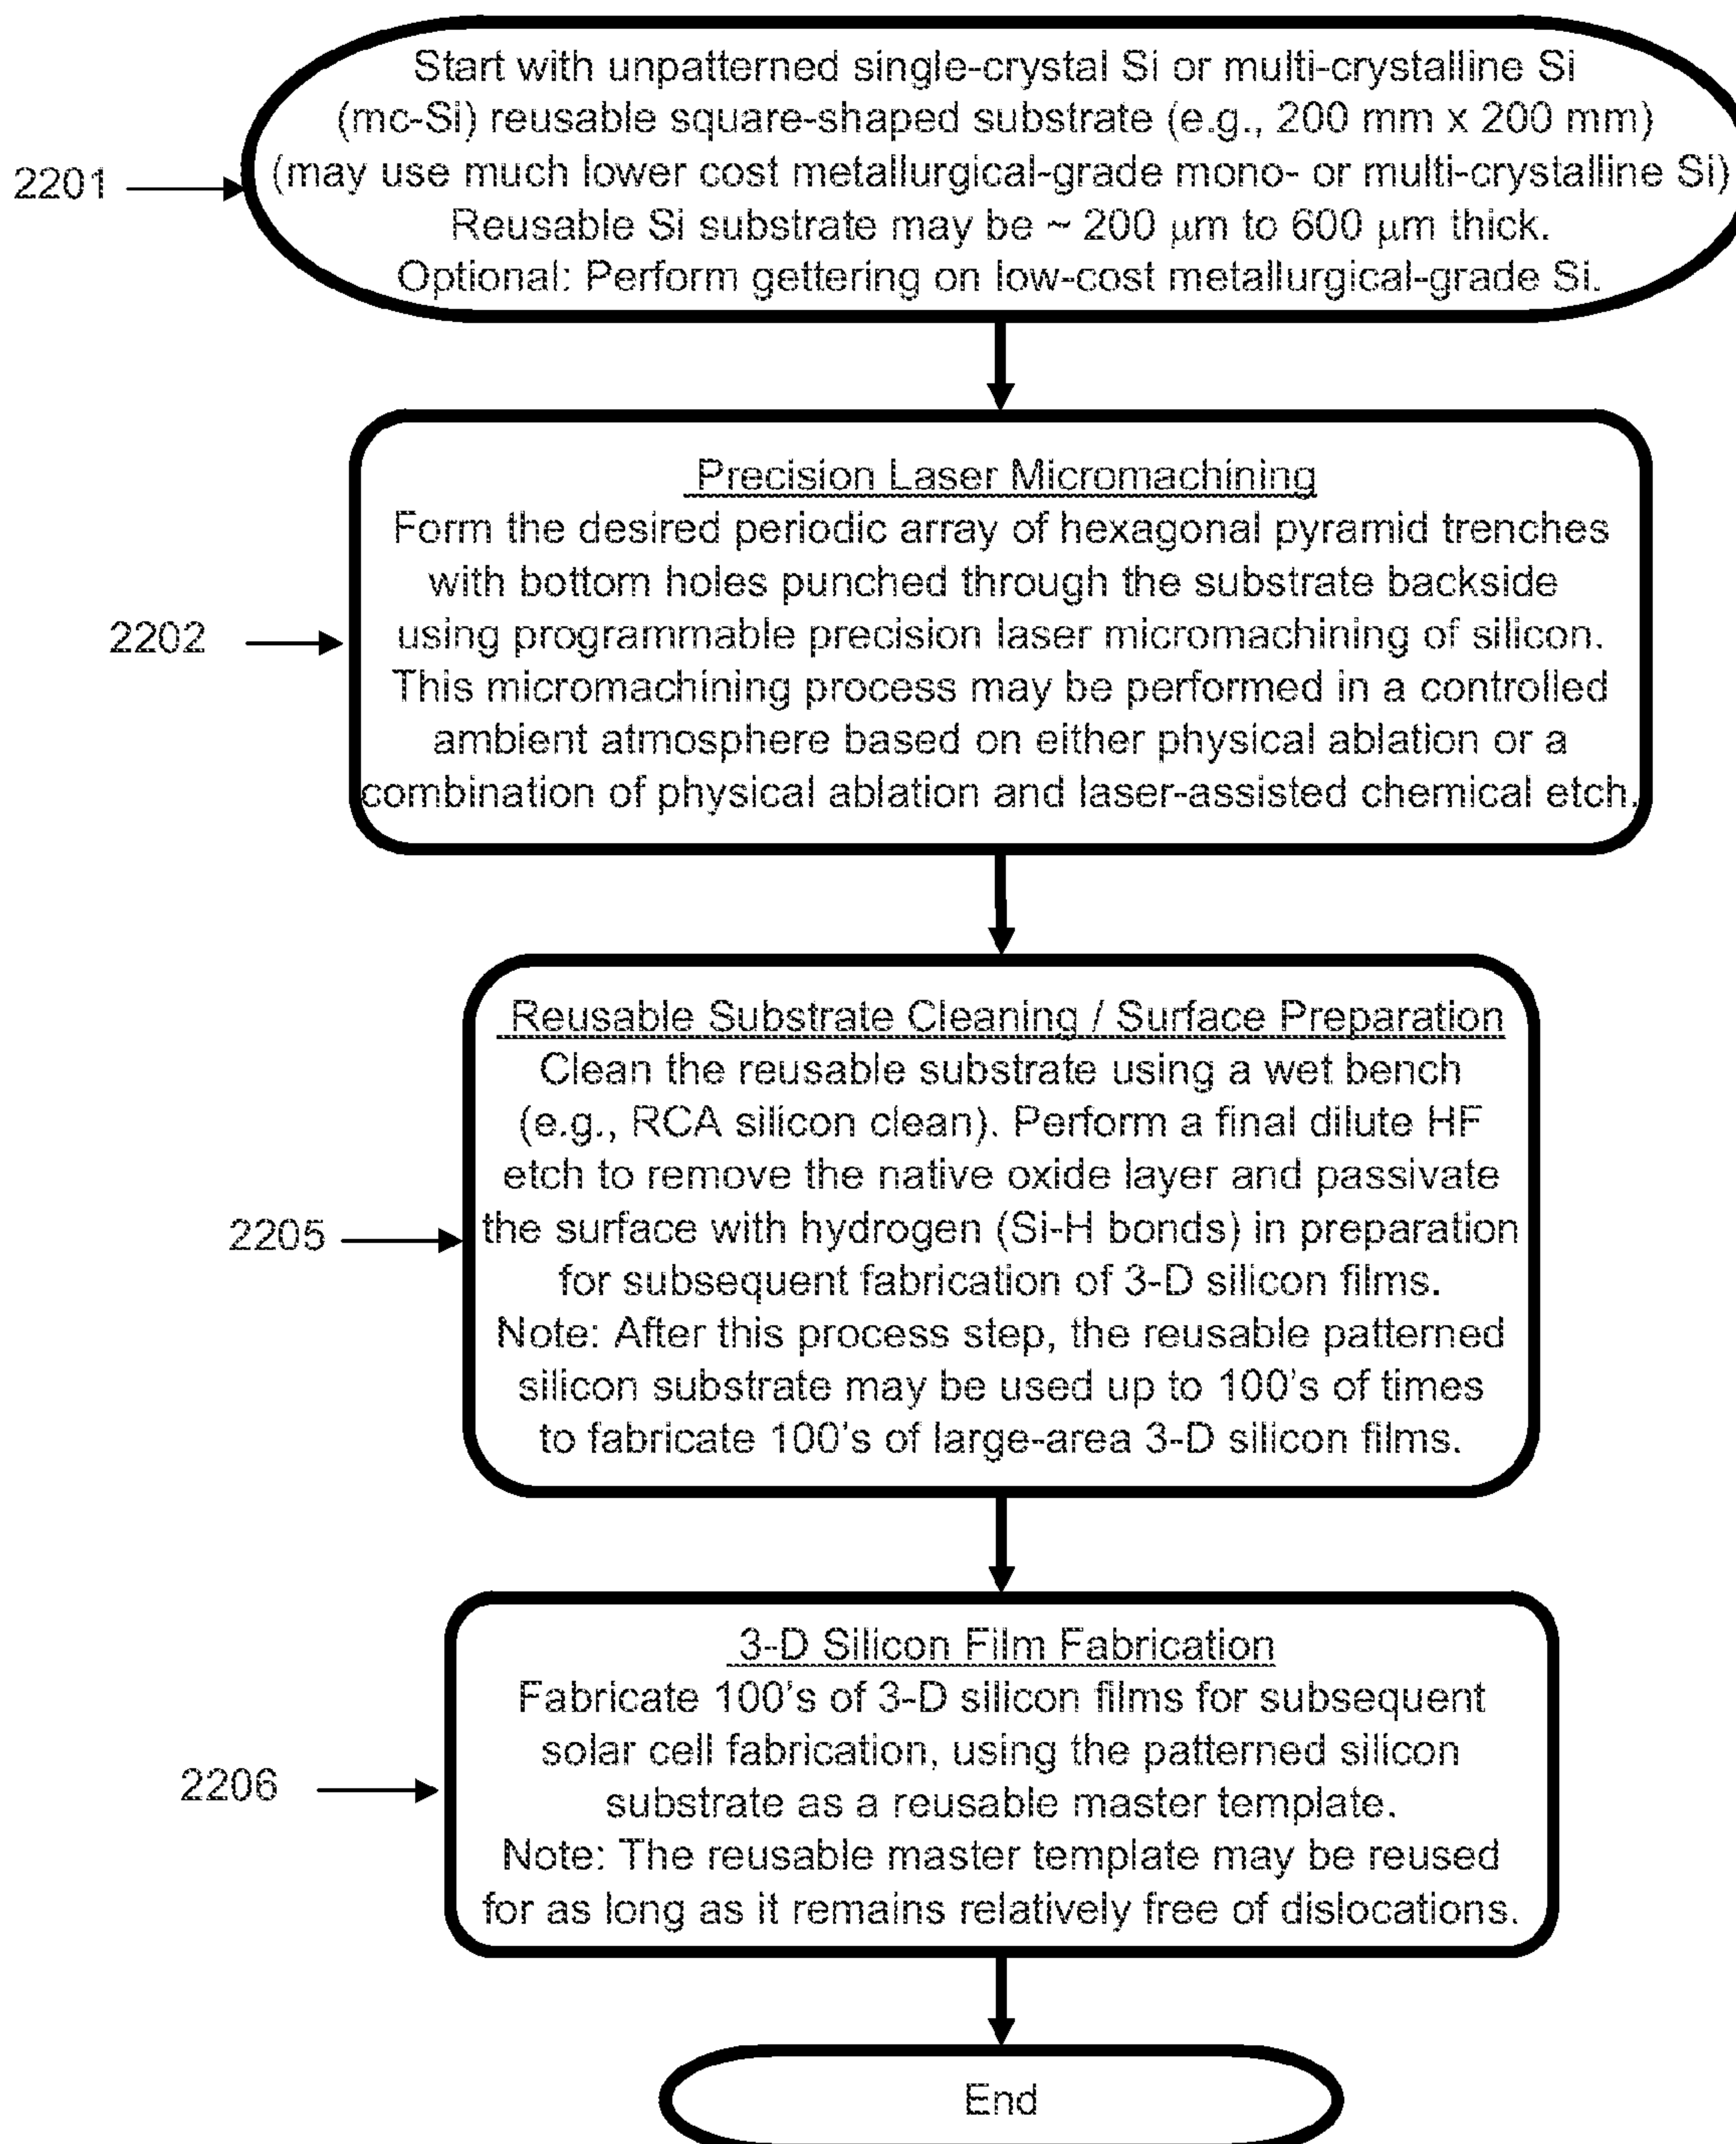 Start with unpatterned single-crystal Si or multi-crystalline Si
(mc-Si) reusable square-shaped substrate (e.g., 200 mm x 200 mm)
2201
(may use much lower cost metallurgical-grade mono- or multi-crystalline Si)
Reusable Si substrate may be ~ 200 μm to 600 μm thick.
Optional: Perform gettering on low-cost metallurgical-grade Si.
Precision Laser Micromachining
Form the desired periodic array of hexagonal pyramid trenches
with bottom holes punched through the substrate backside
2202
using programmable precision laser micromachining of silicon.
This micromachining process may be performed in a controlled
ambient atmosphere based on either physical ablation or a
combination of physical ablation and laser-assisted chemical etch.
Reusable Substrate Cleaning / Surface Preparation
Clean the reusable substrate using a wet bench
(e.g., RCA silicon clean). Perform a final dilute HF
etch to remove the native oxide layer and passivate
2205
the surface with hydrogen (Si-H bonds) in preparation
for subsequent fabrication of 3-D silicon films.
Note: After this process step, the reusable patterned
silicon substrate may be used up to 100's of times
to fabricate 100's of large-area 3-D silicon films.
3-D Silicon Film Fabrication
Fabricate 100's of 3-D silicon films for subsequent
solar cell fabrication, using the patterned silicon
2206
substrate as a reusable master template.
Note: The reusable master template may be reused
for as long as it remains relatively free of dislocations.
End